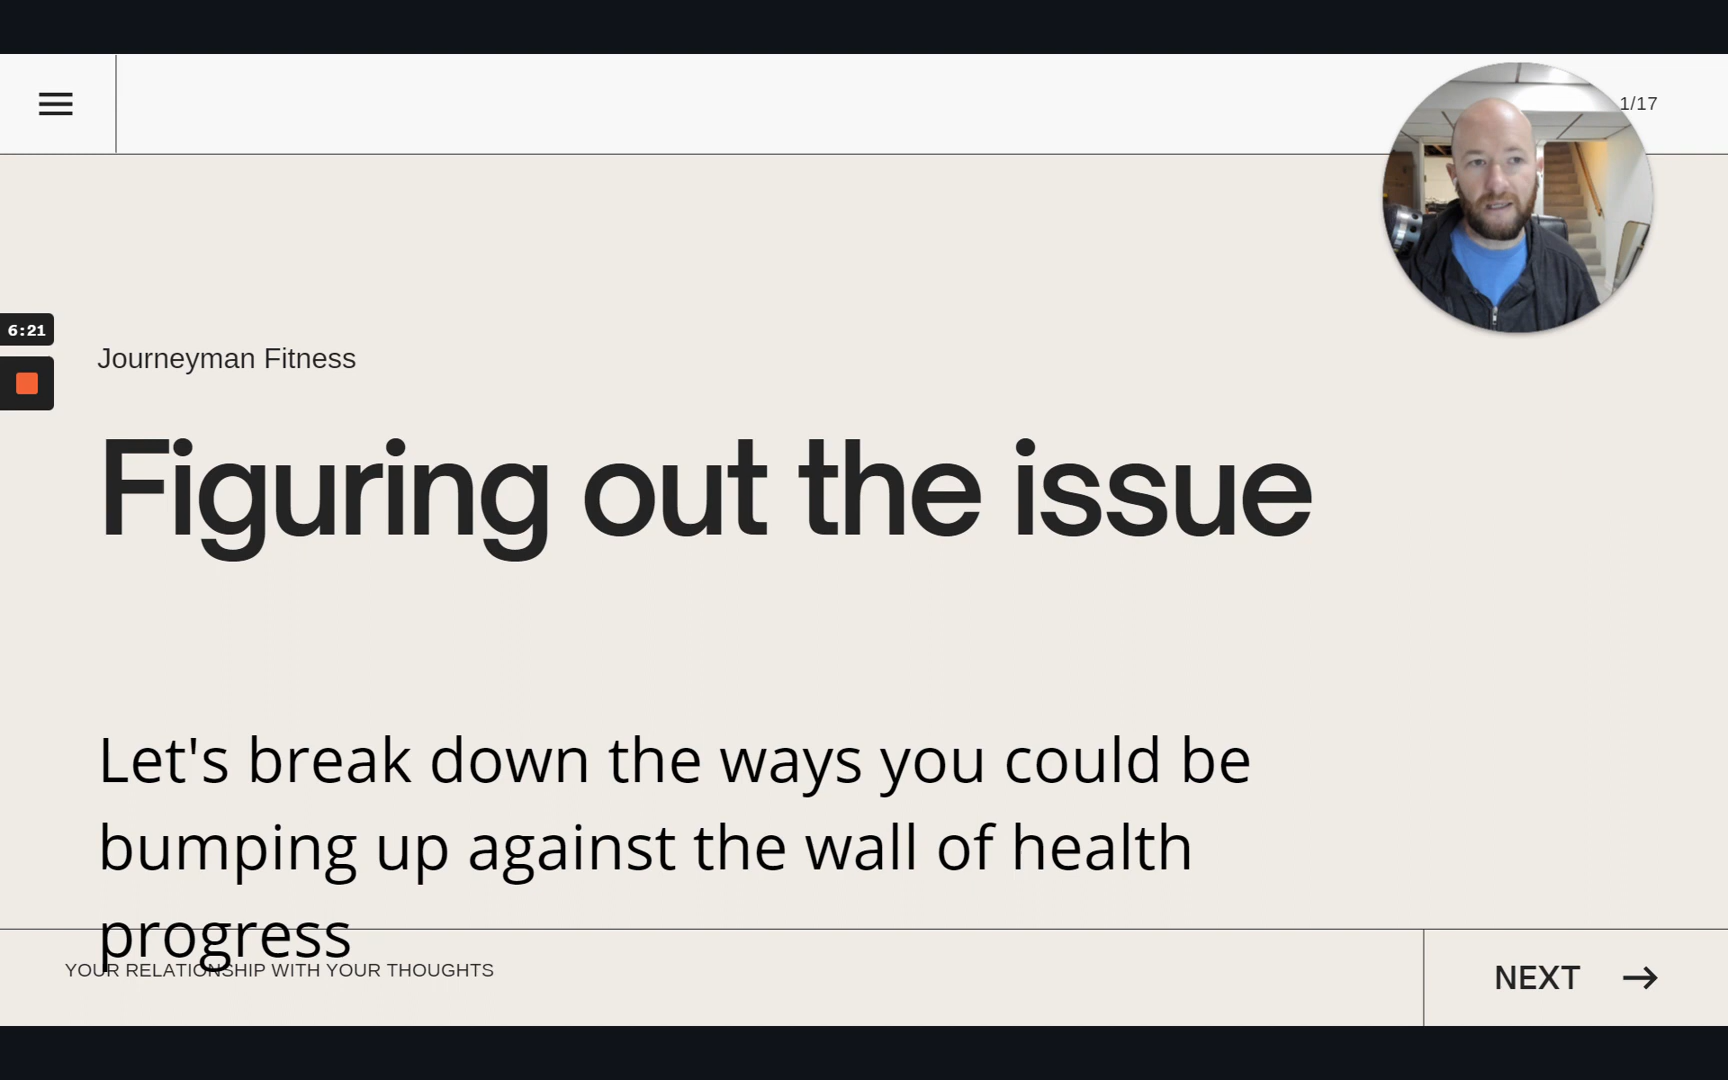 1/17
6:21
Journeyman Fitness
Figuring out the issue
Let's break down the ways you could be
bumping up against the wall of health
progress
YOUR RELATIONSHIP WITH YOUR THOUGHTS
NEXT